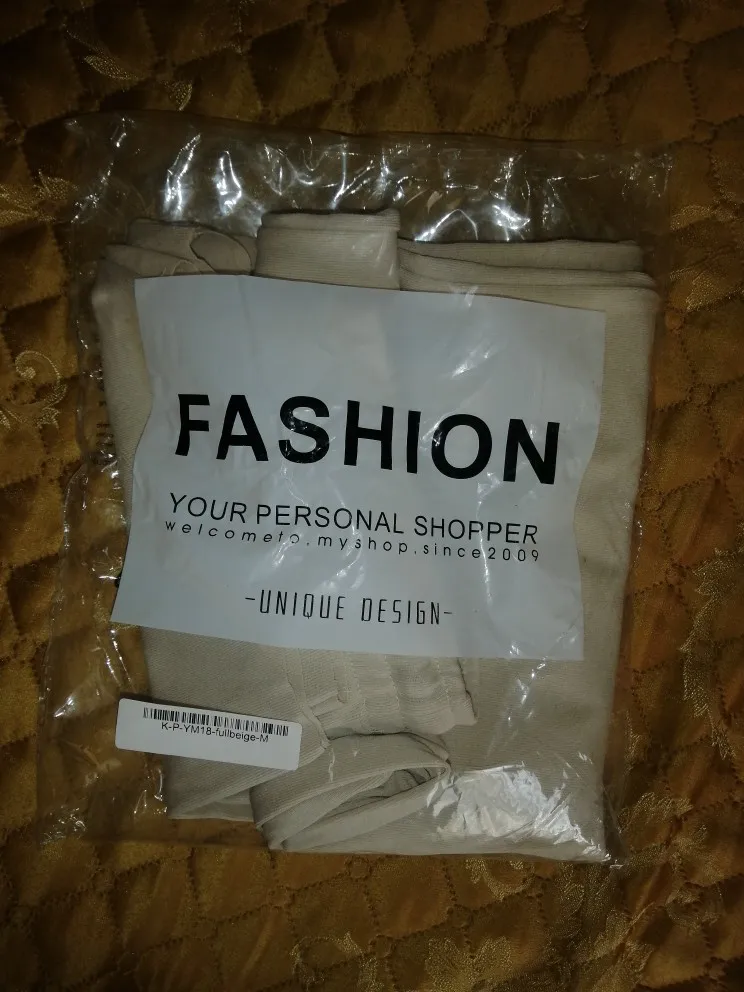 FASHION
YOUR PERSONAL SHOPPER
welcometo.myshop.since2009
-UNIQUE DESIGN-
K-P-YM18-fullbeige-M